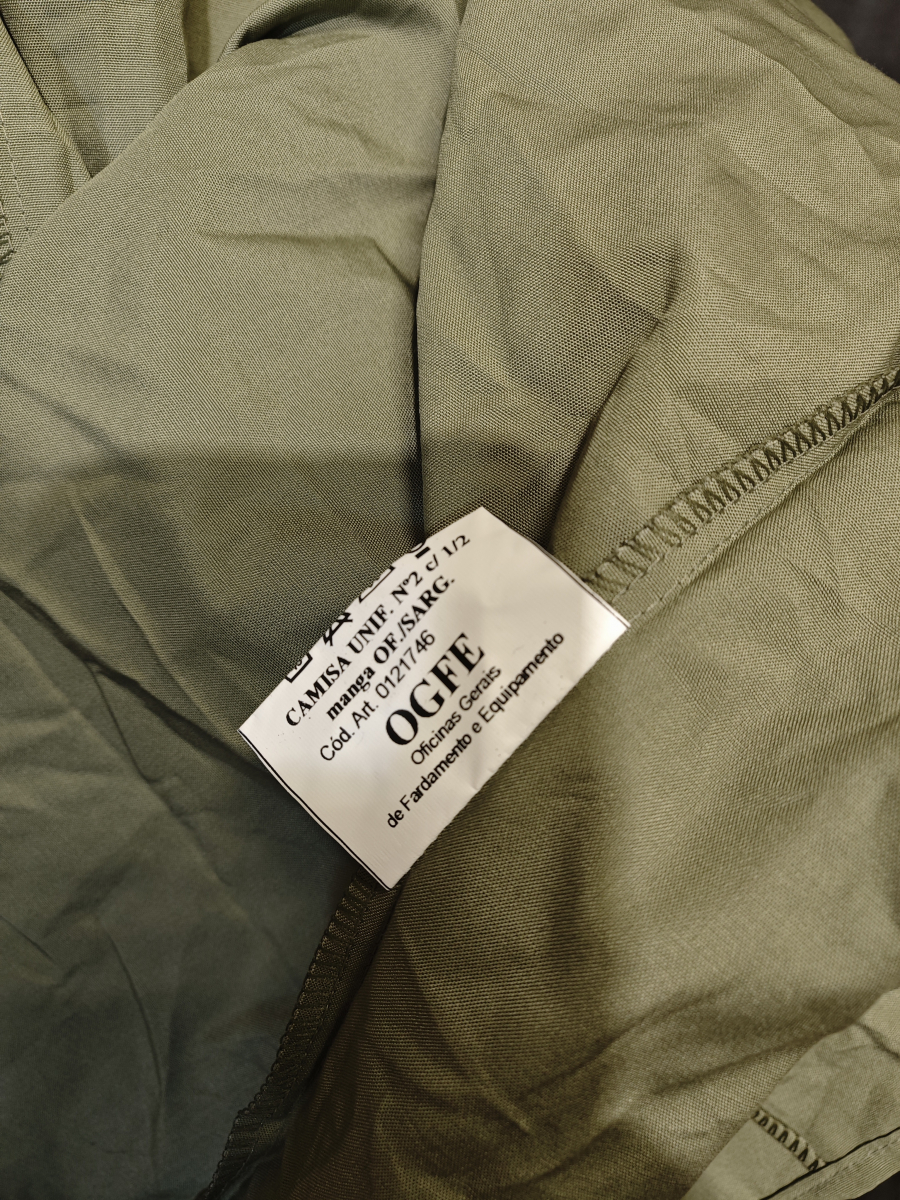 CAMISA UNIF. Nº2 c/ 1/2
manga OF./SARG.
Cód. Art. 0121746
OGFE
Oficinas Gerais
de Fardamento e Equipamento